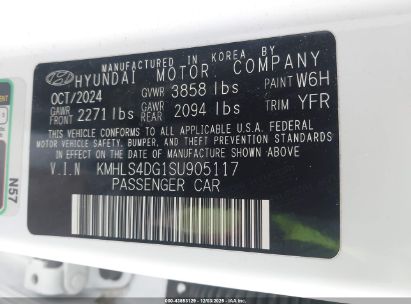 MANUFACTURED IN KOREA BY
HYUNDAI MOTOR COMPANY
OCT/2024 GVWR 3858 lbs PAINT W6H
GAWR FRONT 2271 lbs GAWR REAR 2094 lbs TRIM YFR
THIS VEHICLE CONFORMS TO ALL APPLICABLE U.S.A. FEDERAL
MOTOR VEHICLE SAFETY, BUMPER, AND THEFT PREVENTION
STANDARDS IN EFFECT ON THE DATE OF MANUFACTURE SHOWN ABOVE.
V.I.N KMHLS4DG1SU905117
PASSENGER CAR
N57